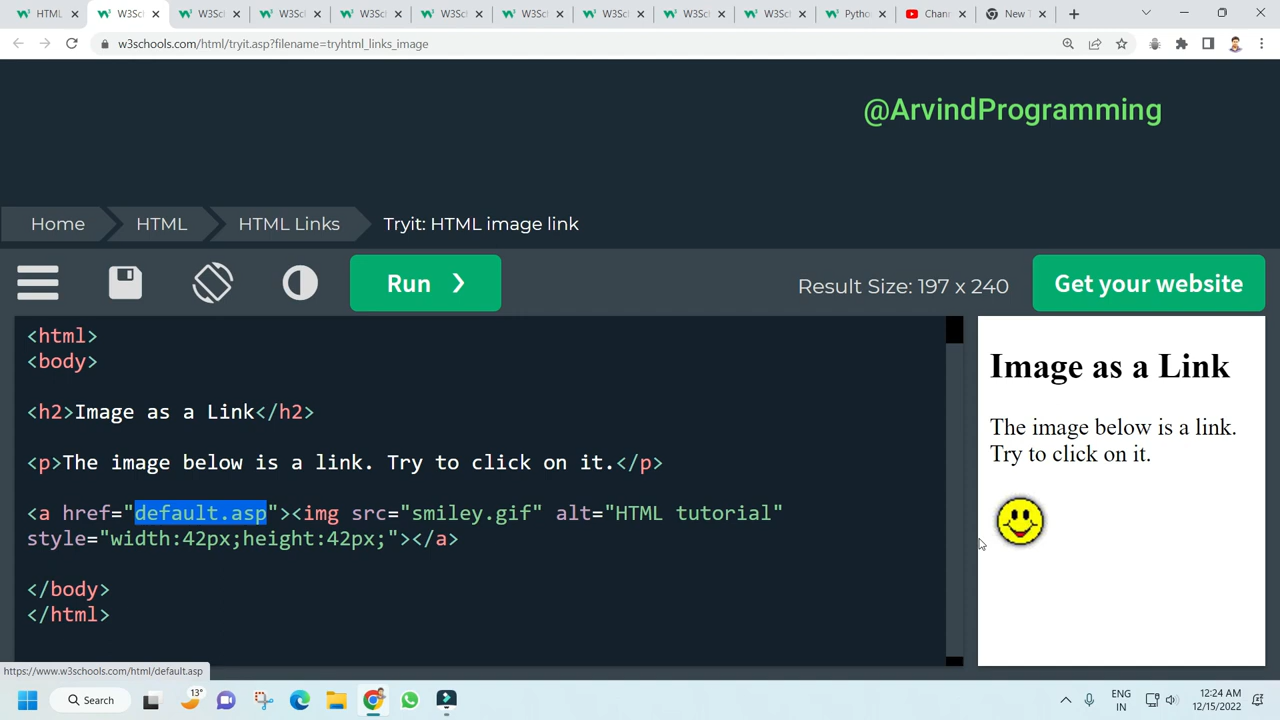 HTML
W3Sc
W3Sc
W3Sc
W3Sc
W3Sc
W3Sc
W3Sc
W3Sc
W3Sc
Python
Chann
New T
w3schools.com/html/tryit.asp?filename=tryhtml_links_image
@ArvindProgramming
Home
HTML
HTML Links
Tryit: HTML image link
Run ❯
Result Size: 197 x 240
Get your website
<html>
<body>
<h2>Image as a Link</h2>
<p>The image below is a link. Try to click on it.</p>
<a href="default.asp"><img src="smiley.gif" alt="HTML tutorial"
style="width:42px;height:42px;"></a>
</body>
</html>
Image as a Link
The image below is a link.
Try to click on it.
https://www.w3schools.com/html/default.asp
Search
13°
ENG
IN
12:24 AM
12/15/2022